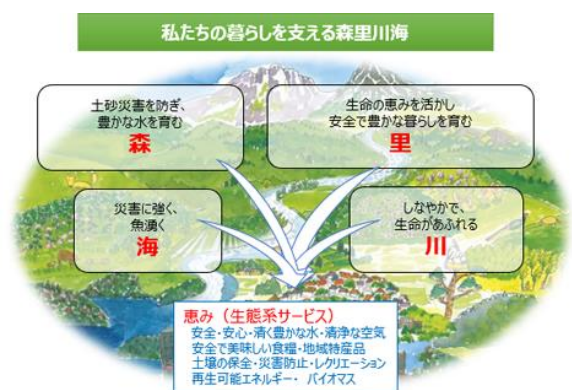 私たちの暮らしを支える森里川海
土砂災害を防ぎ、
豊かな水を育む
森
生命の恵みを活かし
安全で豊かな暮らしを育む
里
災害に強く、
魚湧く
海
しなやかで、
生命があふれる
川
恵み（生態系サービス）
安全・安心・清く豊かな水・清浄な空気
安全で美味しい食糧・地域特産品
土壌の保全・災害防止・レクリエーション
再生可能エネルギー・ バイオマス